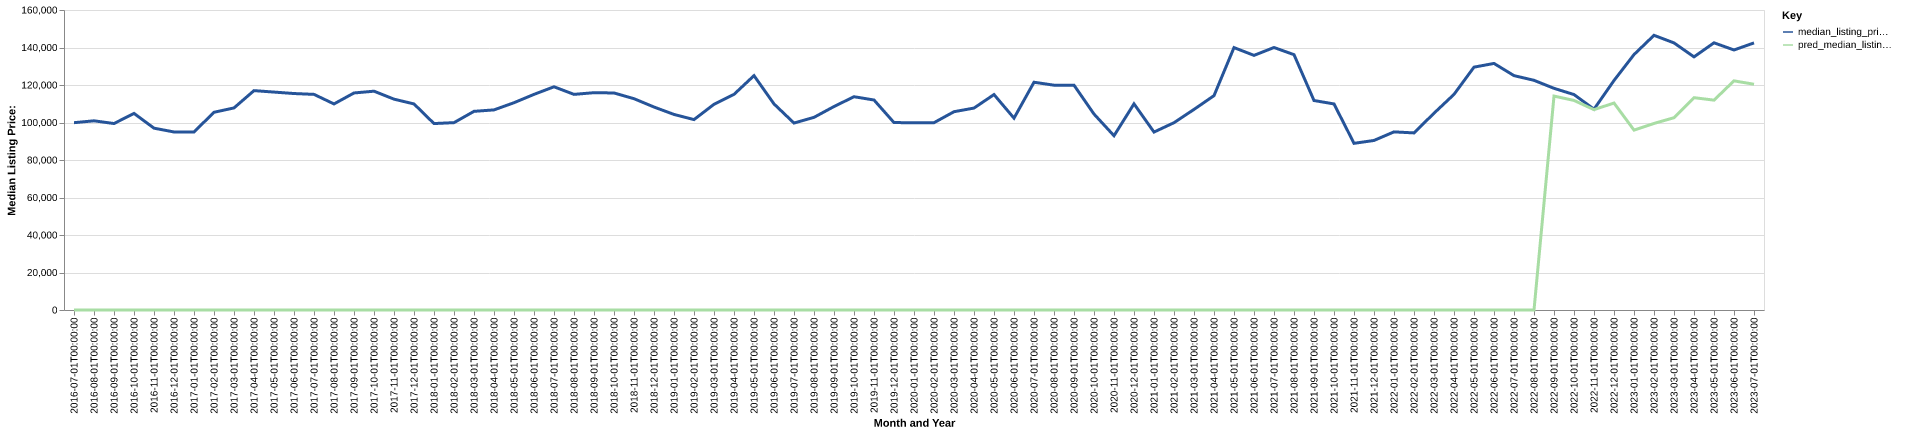 160,000
140,000
120,000
100,000
80,000
60,000
40,000
20,000
0
Median Listing Price:
2016-07-01T00:00:00
2016-08-01T00:00:00
2016-09-01T00:00:00
2016-10-01T00:00:00
2016-11-01T00:00:00
2016-12-01T00:00:00
2017-01-01T00:00:00
2017-02-01T00:00:00
2017-03-01T00:00:00
2017-04-01T00:00:00
2017-05-01T00:00:00
2017-06-01T00:00:00
2017-07-01T00:00:00
2017-08-01T00:00:00
2017-09-01T00:00:00
2017-10-01T00:00:00
2017-11-01T00:00:00
2017-12-01T00:00:00
2018-01-01T00:00:00
2018-02-01T00:00:00
2018-03-01T00:00:00
2018-04-01T00:00:00
2018-05-01T00:00:00
2018-06-01T00:00:00
2018-07-01T00:00:00
2018-08-01T00:00:00
2018-09-01T00:00:00
2018-10-01T00:00:00
2018-11-01T00:00:00
2018-12-01T00:00:00
2019-01-01T00:00:00
2019-02-01T00:00:00
2019-03-01T00:00:00
2019-04-01T00:00:00
2019-05-01T00:00:00
2019-06-01T00:00:00
2019-07-01T00:00:00
2019-08-01T00:00:00
2019-09-01T00:00:00
2019-10-01T00:00:00
2019-11-01T00:00:00
2019-12-01T00:00:00
2020-01-01T00:00:00
2020-02-01T00:00:00
2020-03-01T00:00:00
2020-04-01T00:00:00
2020-05-01T00:00:00
2020-06-01T00:00:00
2020-07-01T00:00:00
2020-08-01T00:00:00
2020-09-01T00:00:00
2020-10-01T00:00:00
2020-11-01T00:00:00
2020-12-01T00:00:00
2021-01-01T00:00:00
2021-02-01T00:00:00
2021-03-01T00:00:00
2021-04-01T00:00:00
2021-05-01T00:00:00
2021-06-01T00:00:00
2021-07-01T00:00:00
2021-08-01T00:00:00
2021-09-01T00:00:00
2021-10-01T00:00:00
2021-11-01T00:00:00
2021-12-01T00:00:00
2022-01-01T00:00:00
2022-02-01T00:00:00
2022-03-01T00:00:00
2022-04-01T00:00:00
2022-05-01T00:00:00
2022-06-01T00:00:00
2022-07-01T00:00:00
2022-08-01T00:00:00
2022-09-01T00:00:00
2022-10-01T00:00:00
2022-11-01T00:00:00
2022-12-01T00:00:00
2023-01-01T00:00:00
2023-02-01T00:00:00
2023-03-01T00:00:00
2023-04-01T00:00:00
2023-05-01T00:00:00
2023-06-01T00:00:00
2023-07-01T00:00:00
Month and Year
Key
median_listing_pri…
pred_median_listin…